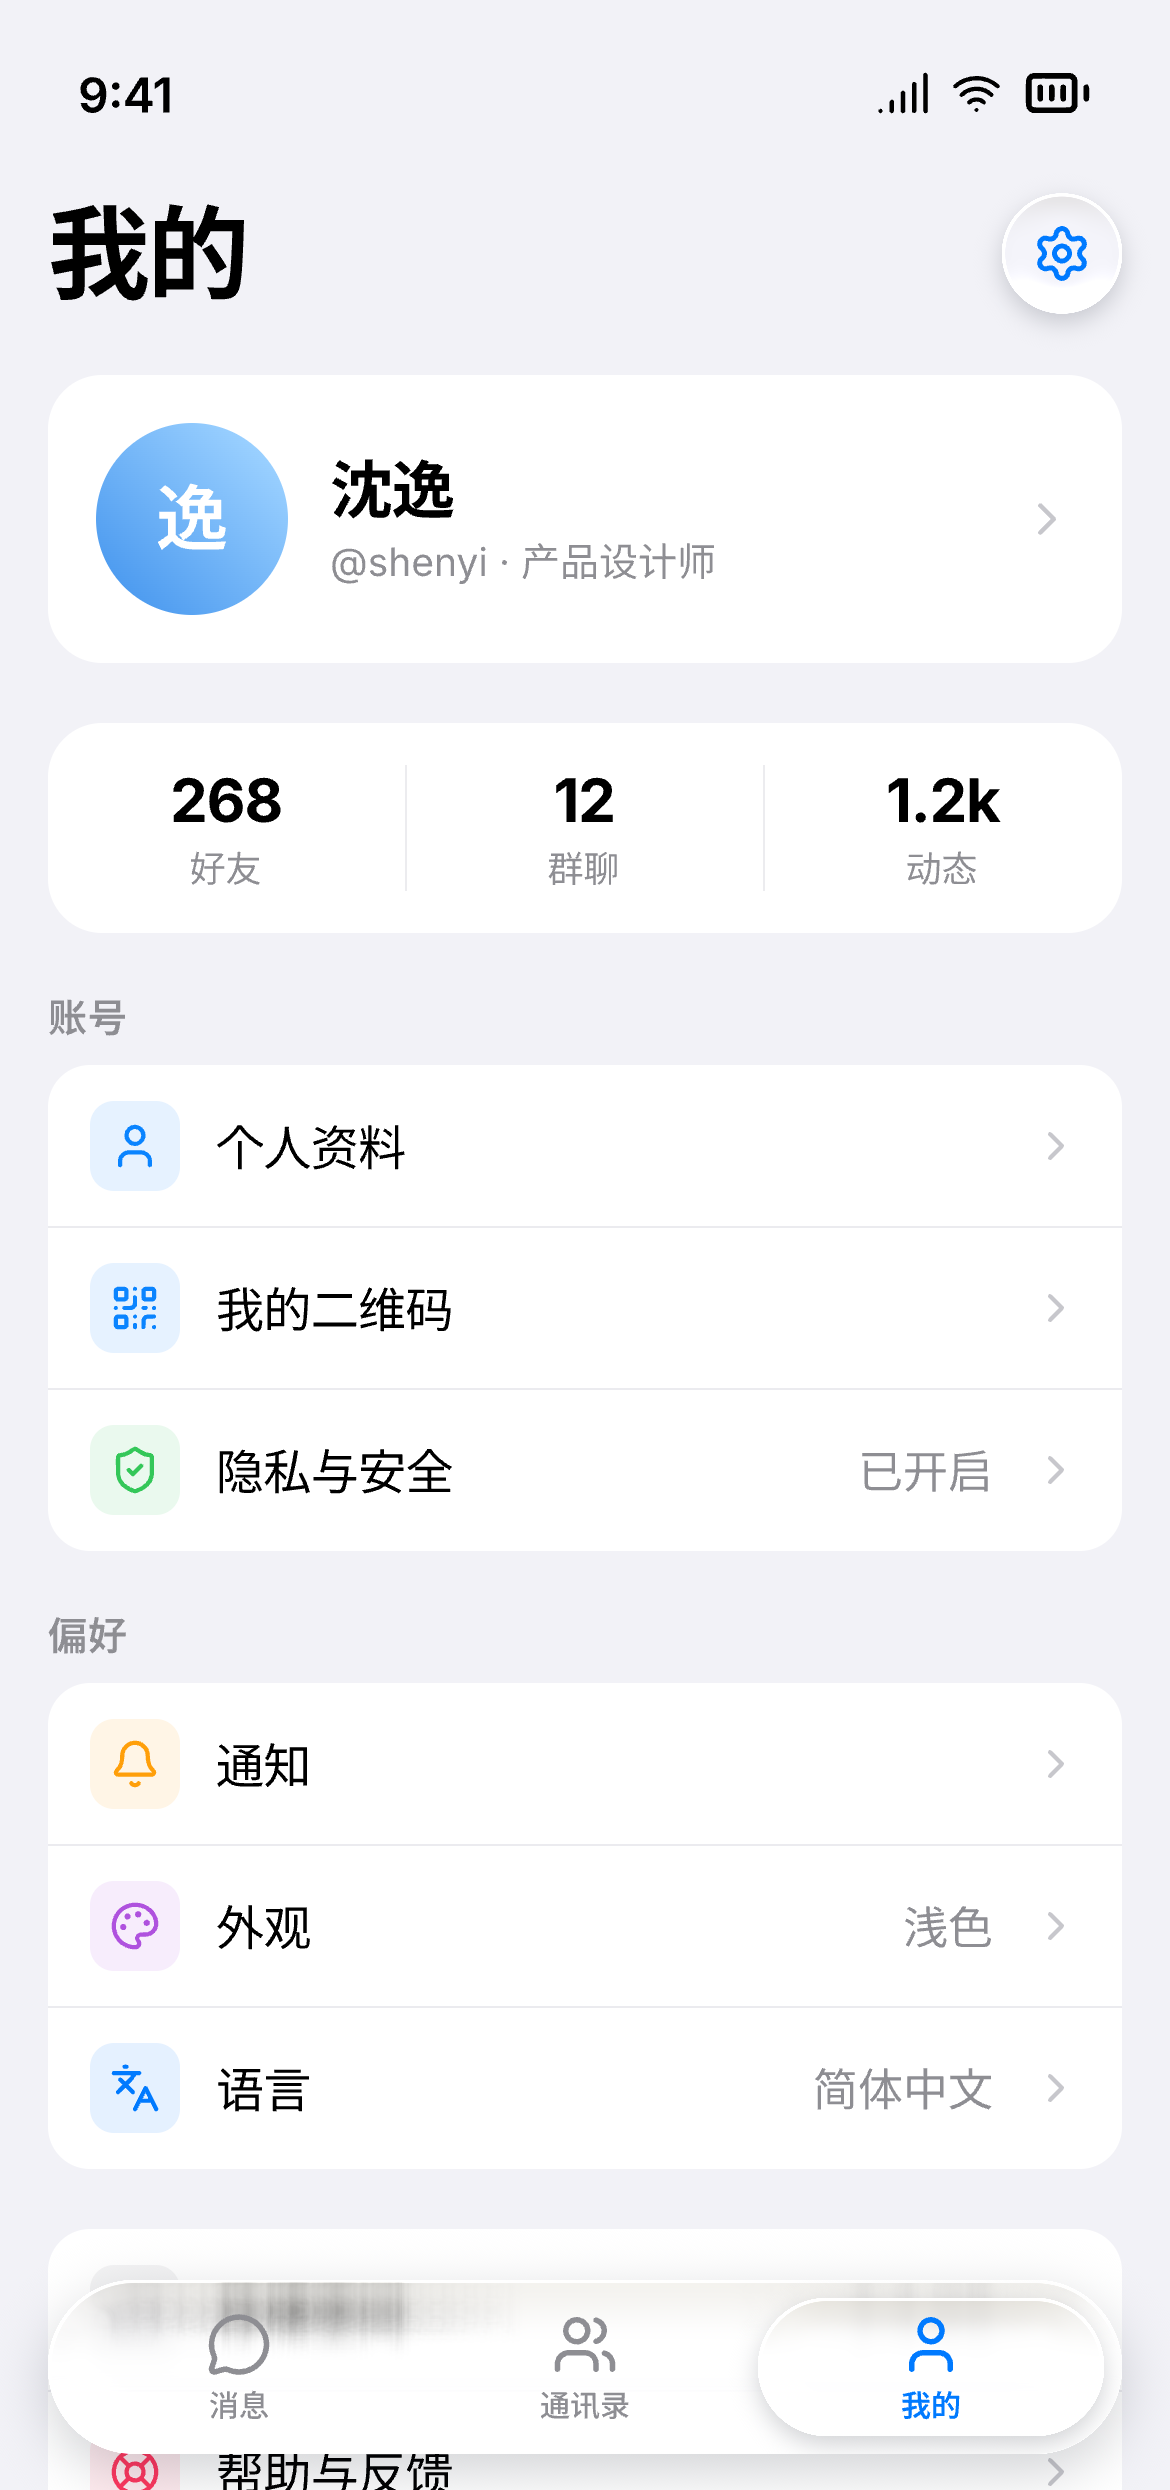 9:41
我的
逸
沈逸
@shenyi · 产品设计师
268
12
1.2k
好友
群聊
动态
账号
个人资料
我的二维码
隐私与安全
已开启
偏好
通知
外观
浅色
语言
简体中文
消息
通讯录
我的
帮助与反馈